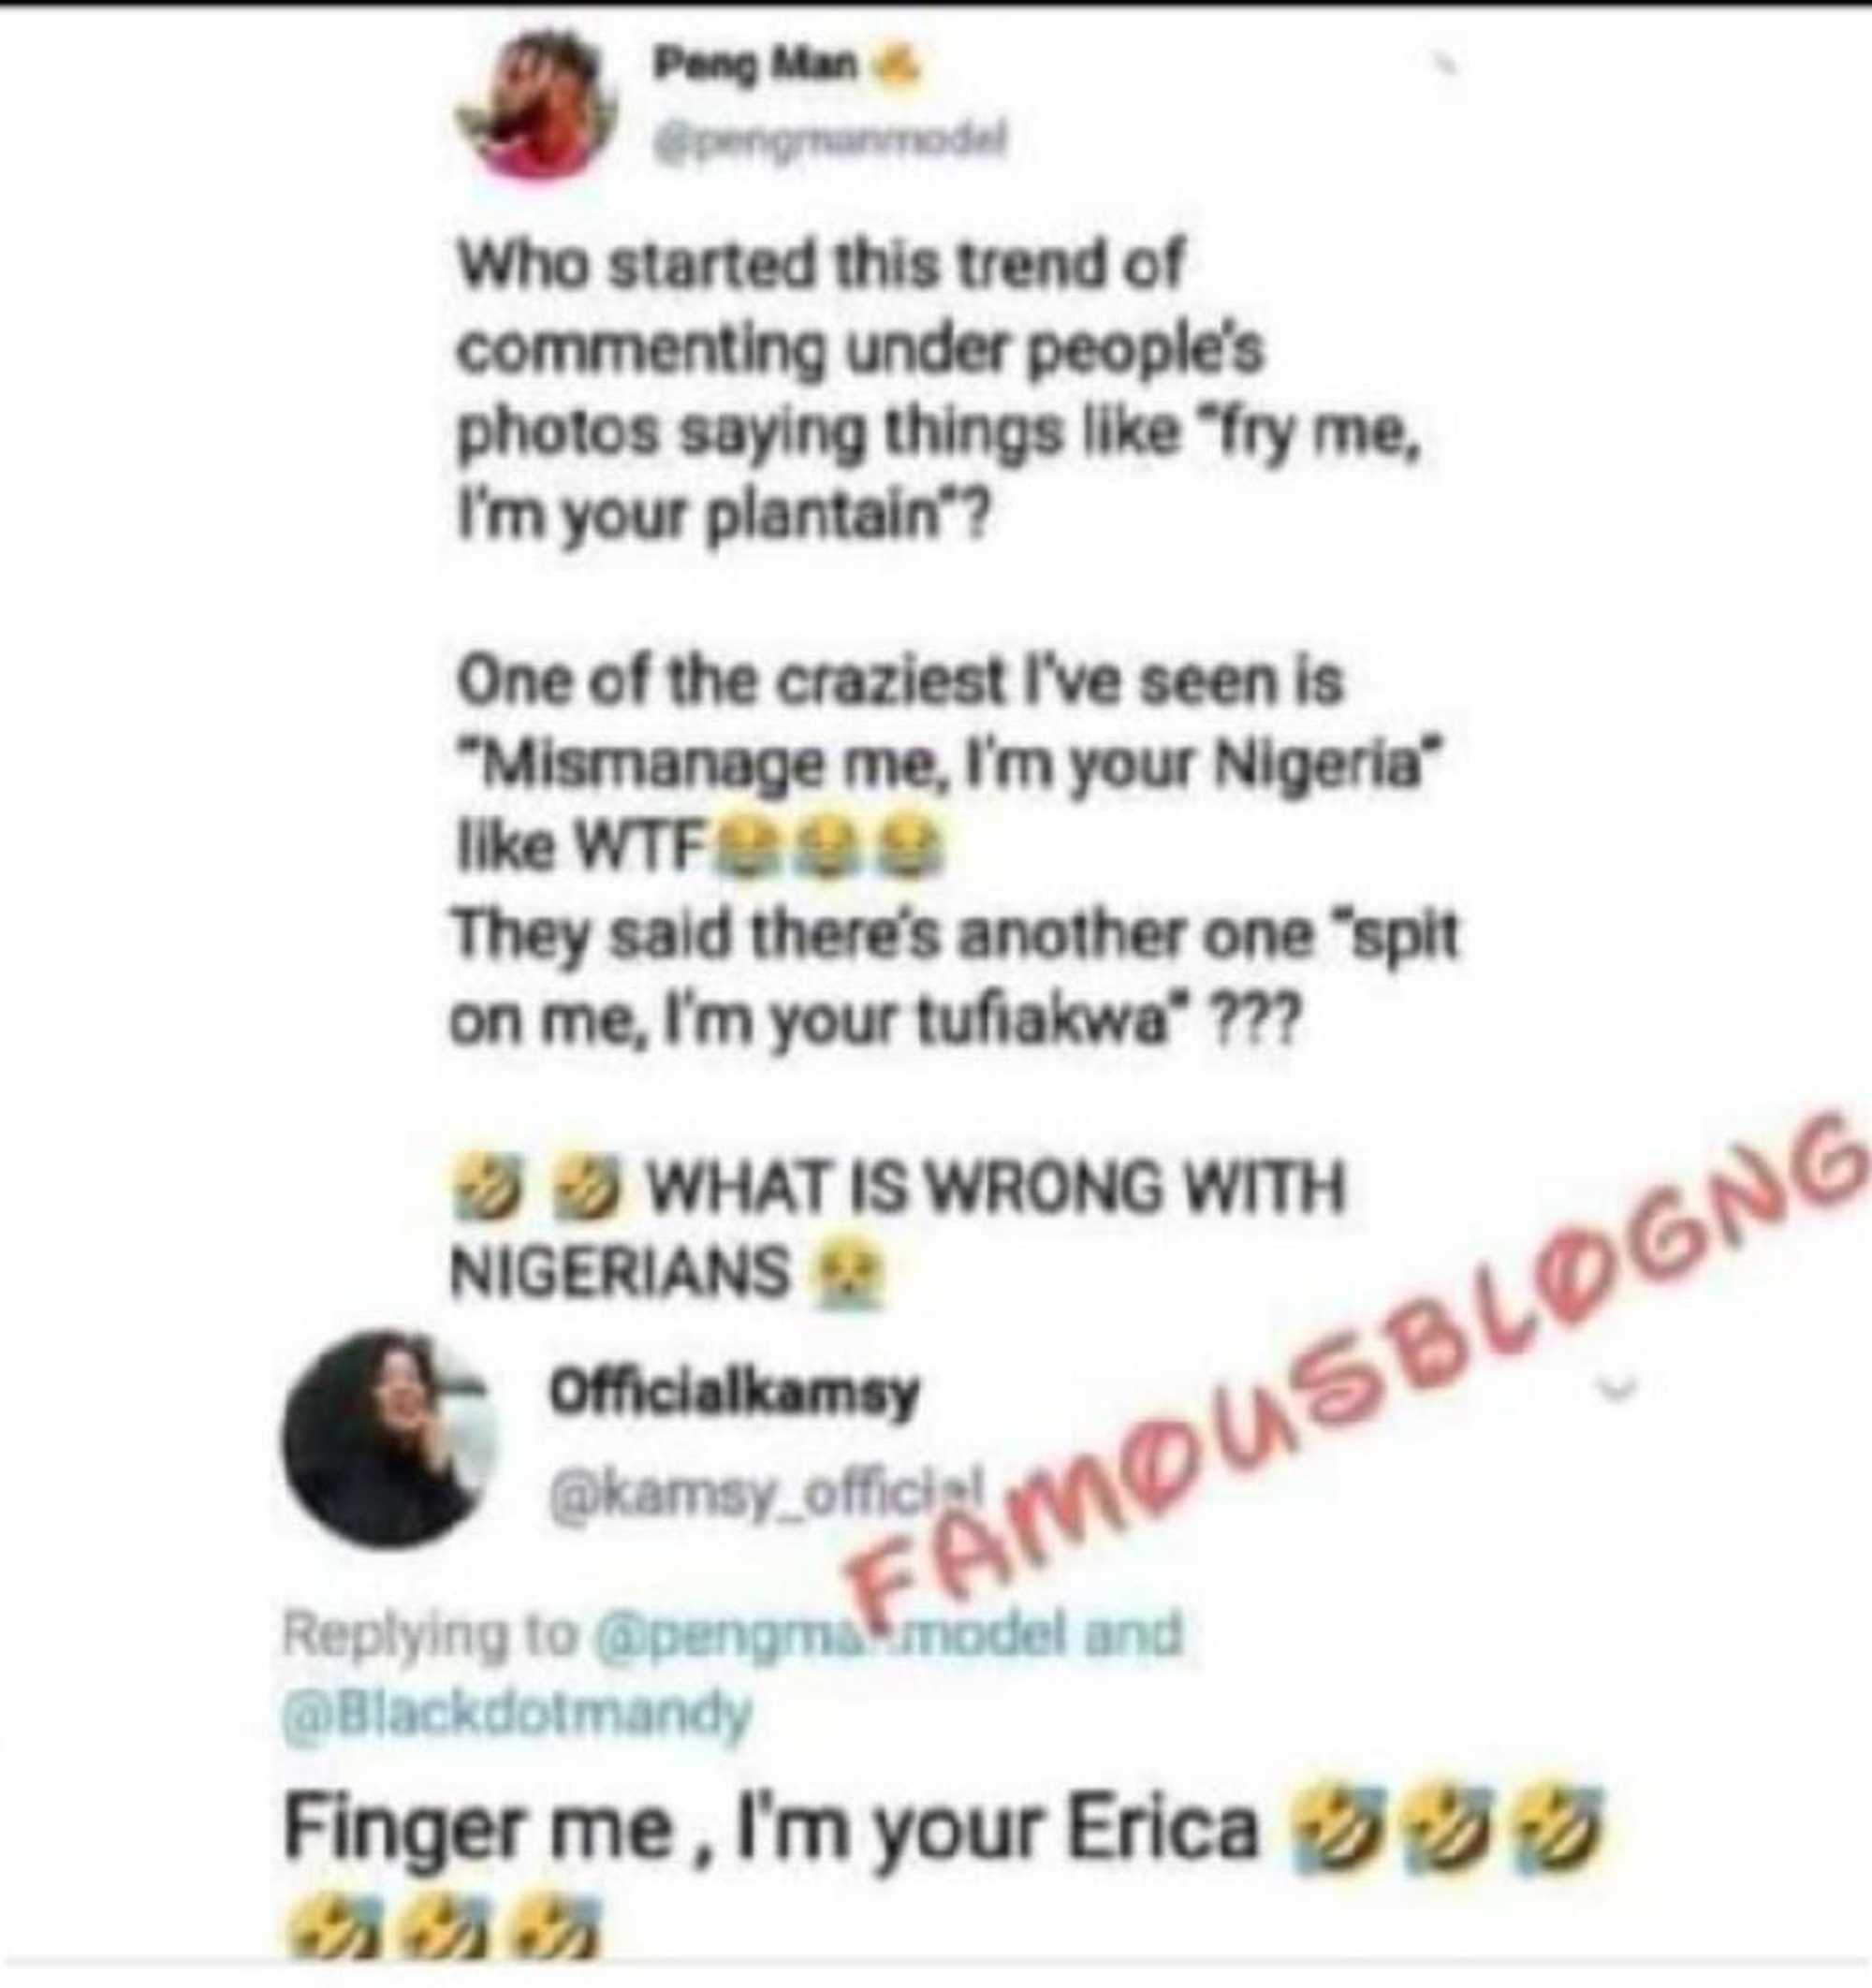 Peng Man
@pengmanmodel
Who started this trend of
commenting under people's
photos saying things like "fry me,
I'm your plantain"?
One of the craziest I've seen is
"Mismanage me, I'm your Nigeria"
like WTF😂😂😂
They said there's another one "spit
on me, I'm your tufiakwa" ???
🤣 🤣 WHAT IS WRONG WITH
NIGERIANS 😭
Officialkamsy
@kamsy_official
FAMOUSBLOGNG
Replying to @pengmanmodel and
@Blackdotmandy
Finger me , I'm your Erica 🤣🤣🤣
🤣🤣🤣